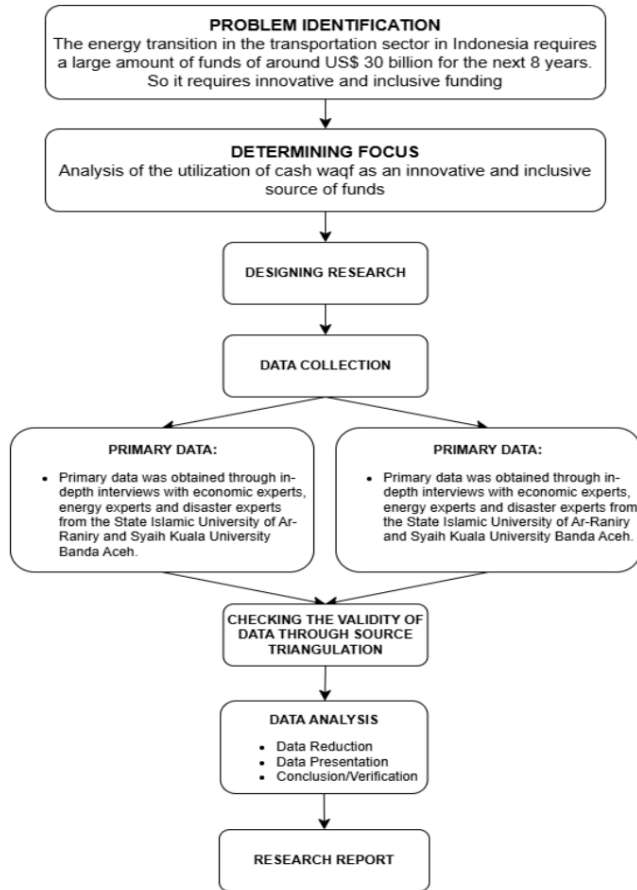 PROBLEM IDENTIFICATION
The energy transition in the transportation sector in Indonesia requires
a large amount of funds of around US$ 30 billion for the next 8 years.
So it requires innovative and inclusive funding
DETERMINING FOCUS
Analysis of the utilization of cash waqf as an innovative and inclusive
source of funds
DESIGNING RESEARCH
DATA COLLECTION
PRIMARY DATA:
• Primary data was obtained through in-
depth interviews with economic experts,
energy experts and disaster experts
from the State Islamic University of Ar-
Raniry and Syaih Kuala University
Banda Aceh.
PRIMARY DATA:
• Primary data was obtained through in-
depth interviews with economic experts,
energy experts and disaster experts
from the State Islamic University of Ar-Raniry
and Syaih Kuala University Banda Aceh.
CHECKING THE VALIDITY OF
DATA THROUGH SOURCE
TRIANGULATION
DATA ANALYSIS
• Data Reduction
• Data Presentation
• Conclusion/Verification
RESEARCH REPORT